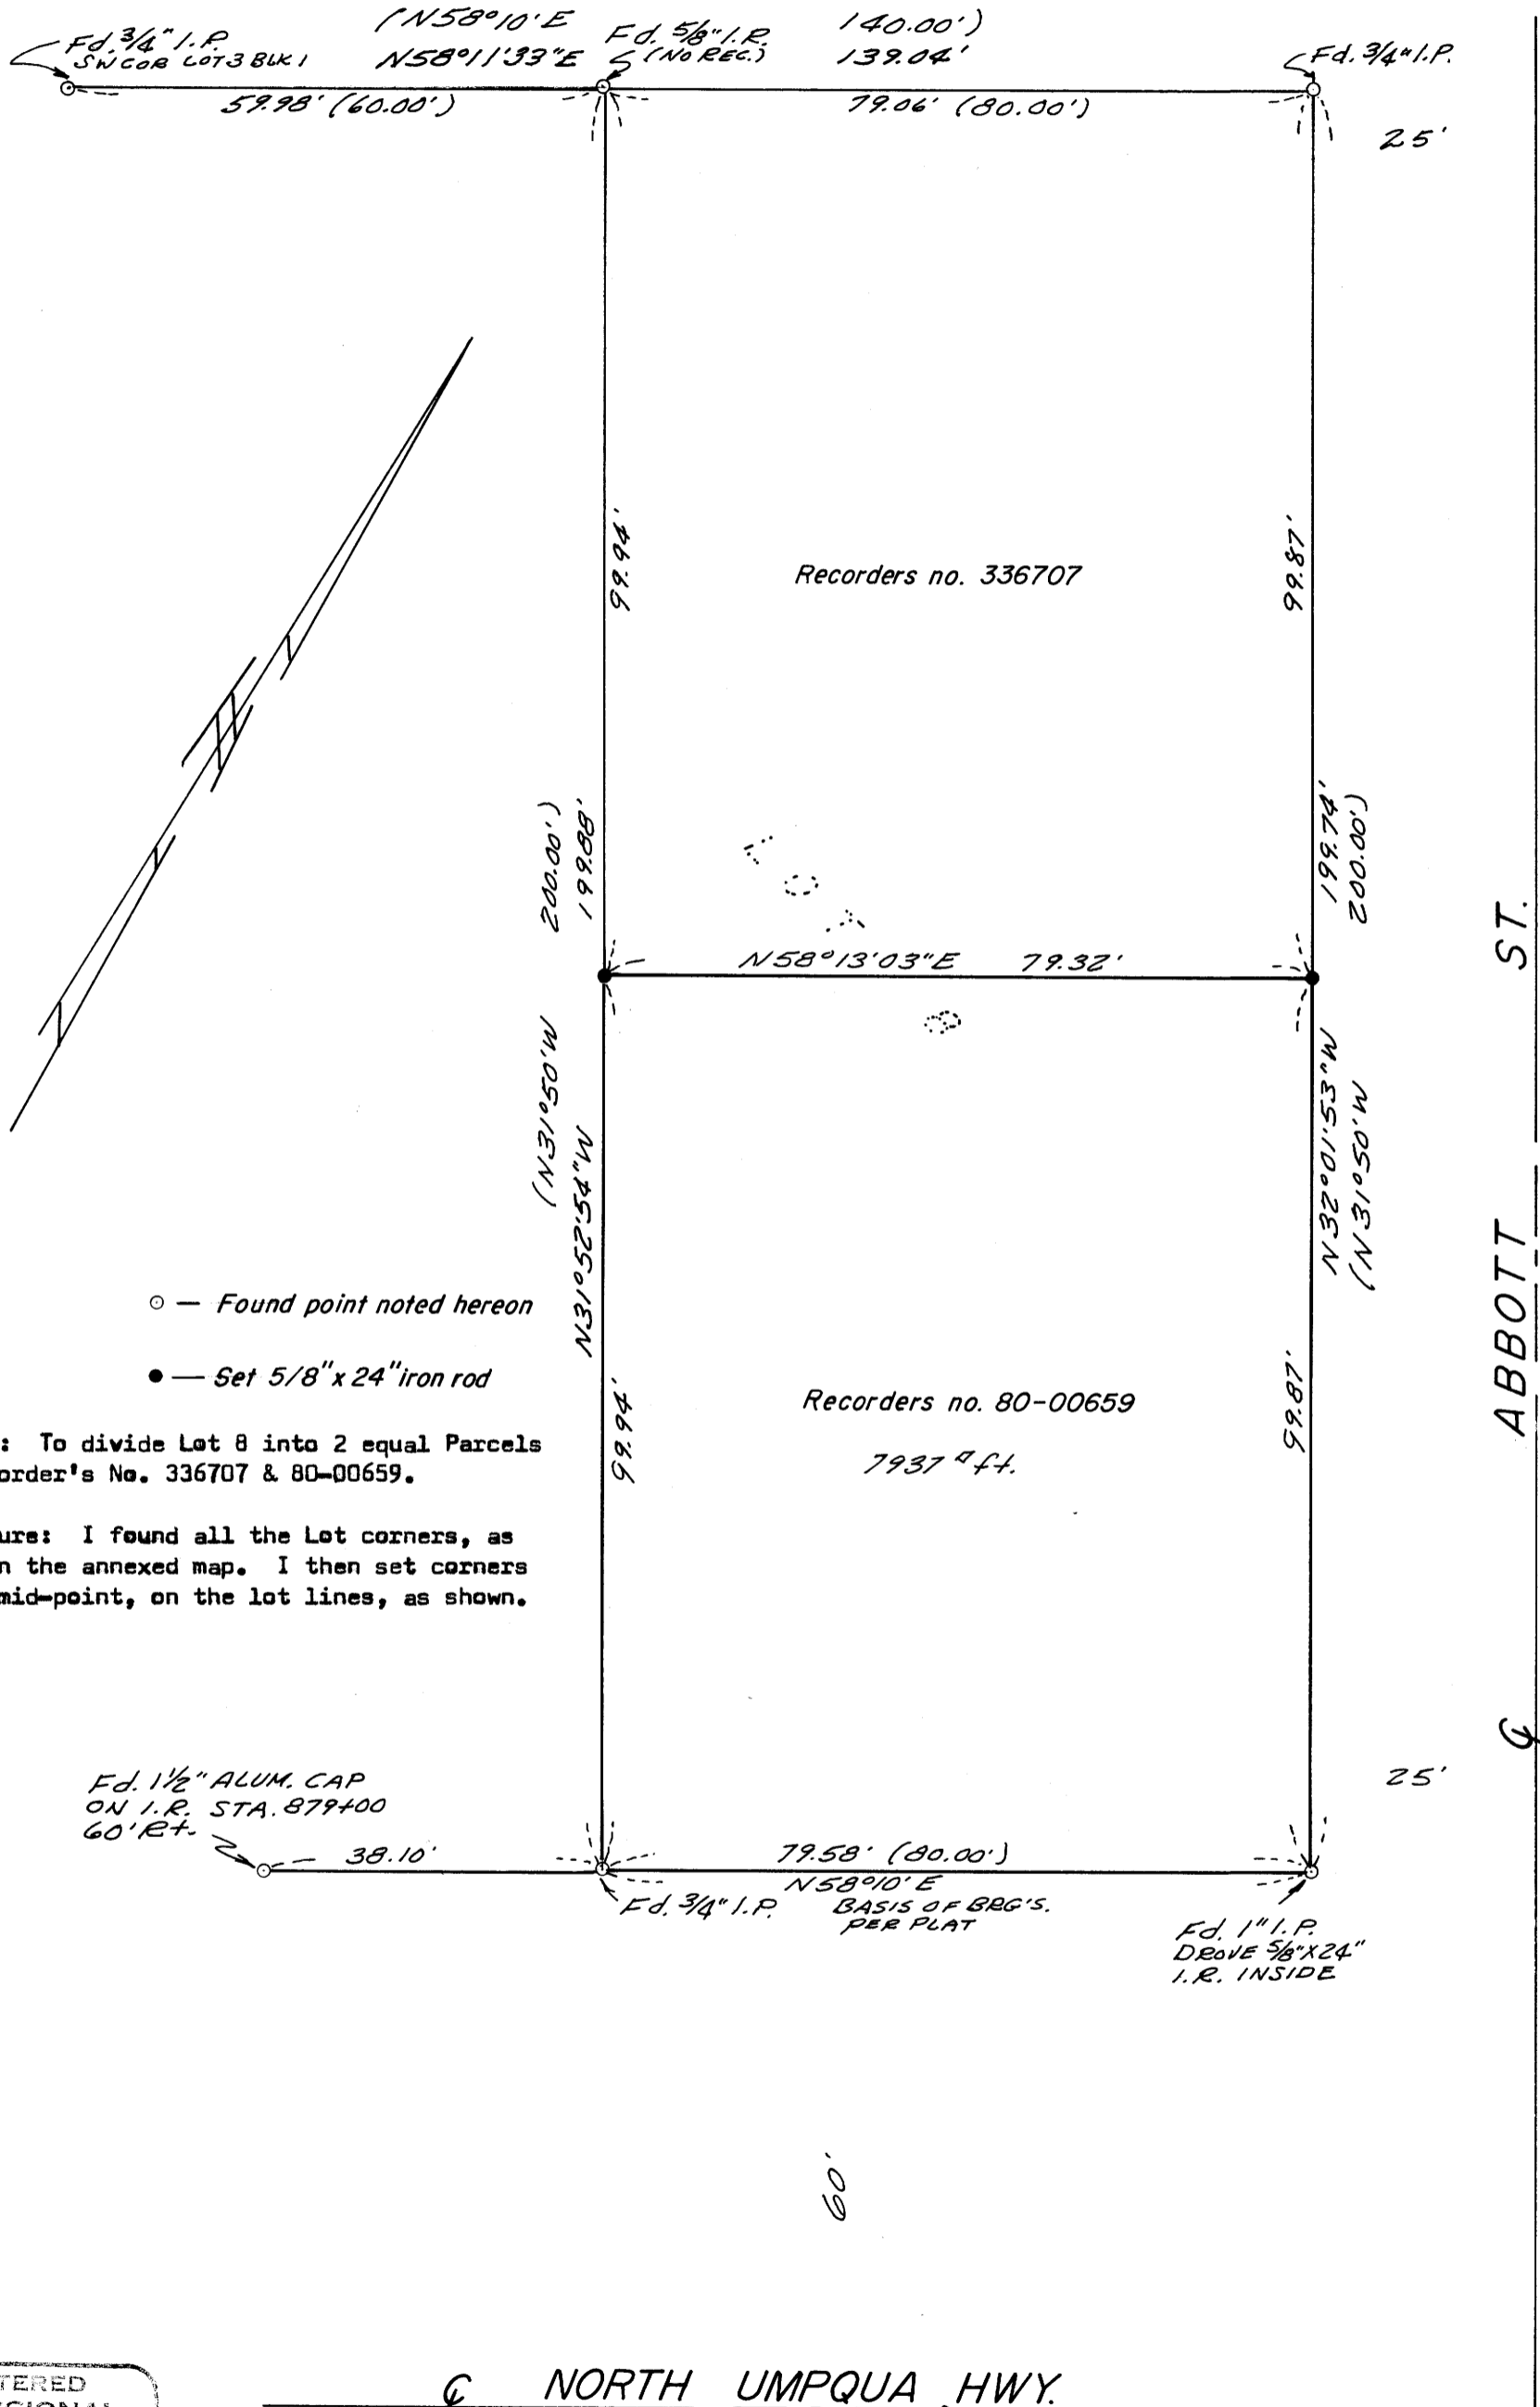 (N58°10'E 140.00')
Fd. 3/4" I.P.
SW COR LOT 3 BLK 1
N58°11'33"E 139.04'
Fd. 5/8" I.R.
(NO REC.)
Fd. 3/4" I.P.
59.98' (60.00')
79.06' (80.00')
25'
99.94'
Recorders no. 336707
99.87'
N
200.00')
199.88'
199.74'
200.00')
LOT
8
N58°13'03"E 79.32'
(N31°50'W
N31°52'54"W
N32°01'53"W
(N31°50'W
ABBOTT ST.
⊙ — Found point noted hereon
● — Set 5/8" x 24" iron rod
99.94'
Recorders no. 80-00659
7937 ft.
99.87'
: To divide Lot 8 into 2 equal Parcels
order's No. 336707 & 80-00659.
ure: I found all the Lot corners, as
n the annexed map. I then set corners
mid-point, on the lot lines, as shown.
℄
25'
Fd. 1 1/2" ALUM. CAP
ON I.R. STA. 879+00
60' Rt.
38.10'
79.58' (80.00')
N58°10'E
BASIS OF BRG'S.
PER PLAT
Fd. 3/4" I.P.
Fd. 1" I.P.
DROVE 5/8" X 24"
I.R. INSIDE
60'
TERED
℄ NORTH UMPQUA HWY.